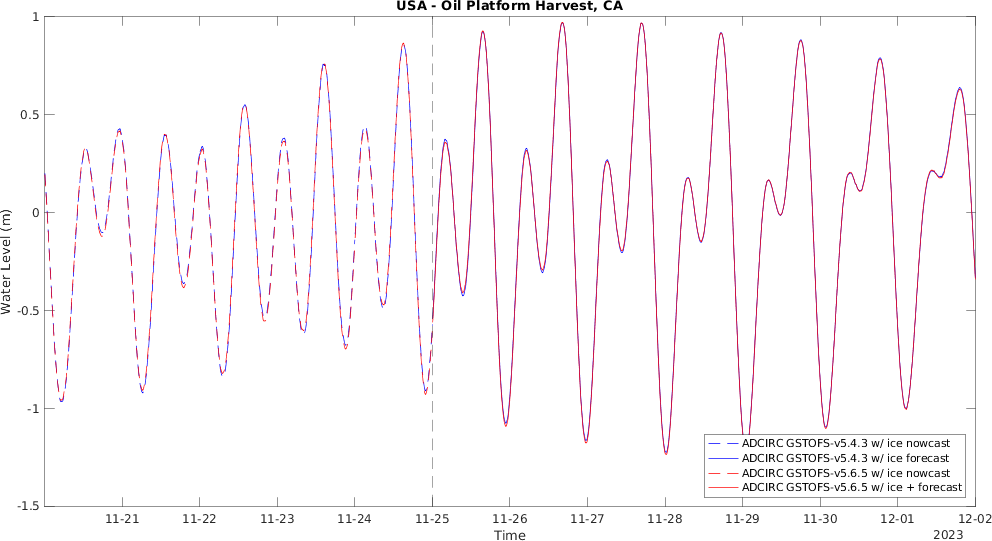 USA - Oil Platform Harvest, CA
Water Level (m)
1
0.5
0
-0.5
-1
-1.5
ADCIRC GSTOFS-v5.4.3 w/ ice nowcast
ADCIRC GSTOFS-v5.4.3 w/ ice forecast
ADCIRC GSTOFS-v5.6.5 w/ ice nowcast
ADCIRC GSTOFS-v5.6.5 w/ ice + forecast
11-21 11-22 11-23 11-24 11-25 11-26 11-27 11-28 11-29 11-30 12-01 12-02
Time
2023